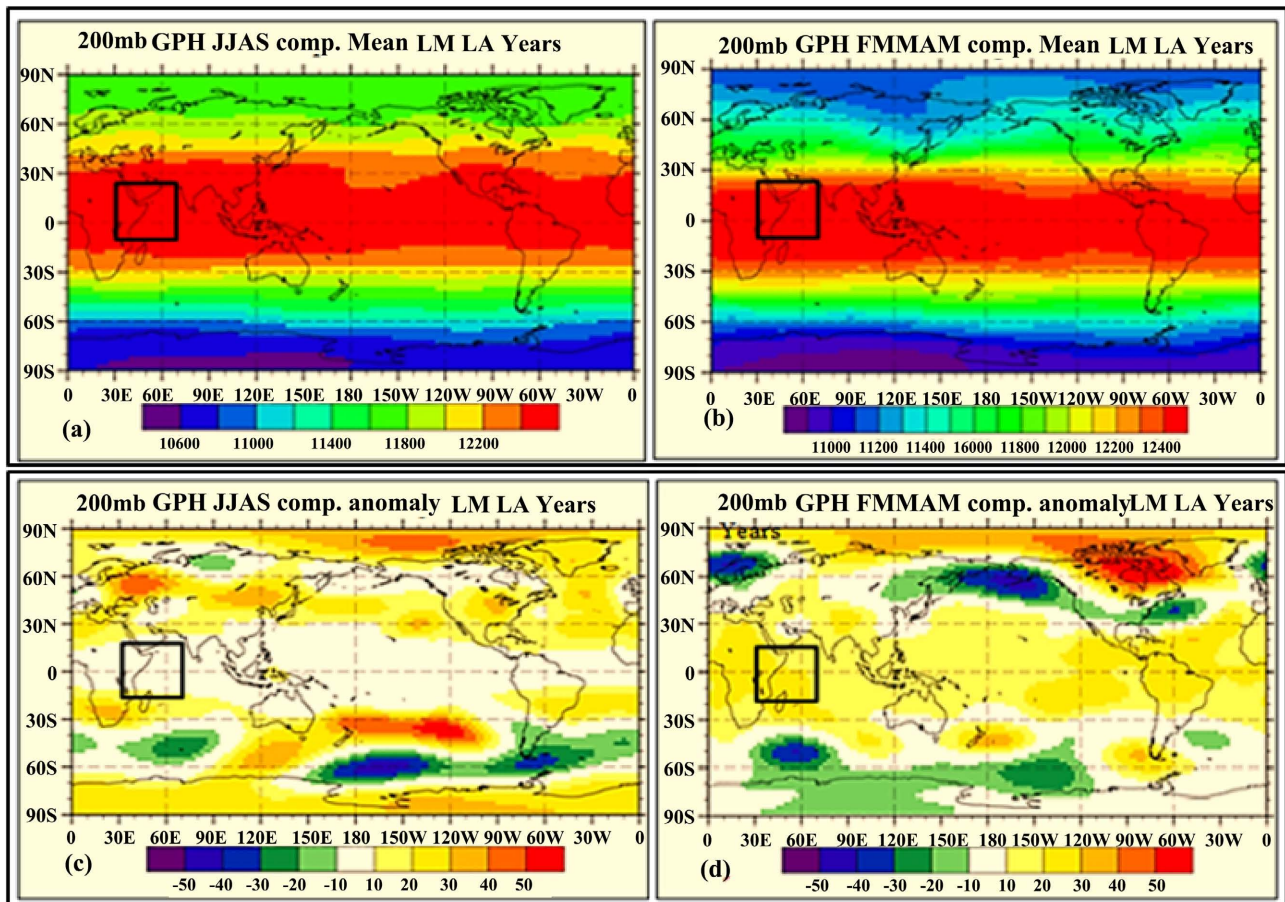 200mb GPH JJAS comp. Mean LM LA Years
90N
60N
30N
0
30S
60S
90S
0 30E 60E 90E 120E 150E 180 150W 120W 90W 60W 30W 0
10600 11000 11400 11800 12200
(a)
200mb GPH FMMAM comp. Mean LM LA Years
90N
60N
30N
0
30S
60S
90S
0 30E 60E 90E 120E 150E 180 150W 120W 90W 60W 30W 0
11000 11200 11400 16000 11800 12000 12200 12400
(b)
200mb GPH JJAS comp. anomaly LM LA Years
90N
60N
30N
0
30S
60S
90S
0 30E 60E 90E 120E 150E 180 150W 120W 90W 60W 30W 0
(c)
-50 -40 -30 -20 -10 10 20 30 40 50
200mb GPH FMMAM comp. anomaly LM LA Years
Years
90N
60N
30N
0
30S
60S
90S
0 30E 60E 90E 120E 150E 180 150W 120W 90W 60W 30W 0
(d)
-50 -40 -30 -20 -10 10 20 30 40 50